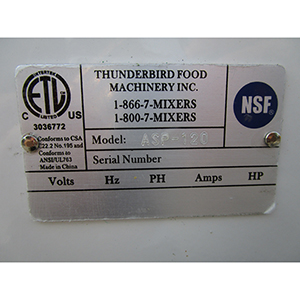 INTERTEK
ETL
LISTED
C US
3036772
Conforms to CSA
C22.2 No.195 and
Conforms to
ANSI/UL763
Made in China
THUNDERBIRD FOOD
MACHINERY INC.
1-866-7-MIXERS
1-800-7-MIXERS
NSF
Model:
Serial Number
Volts Hz PH Amps HP